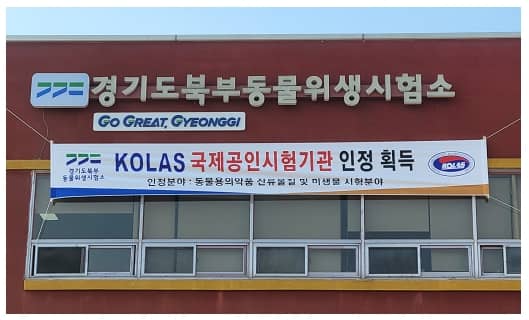 경기도북부동물위생시험소
GO GREAT, GYEONGGI
경기도북부
동물위생시험소
KOLAS 국제공인시험기관 인정 획득
KOLAS
인정분야 : 동물용의약품 잔류물질 및 미생물 시험분야